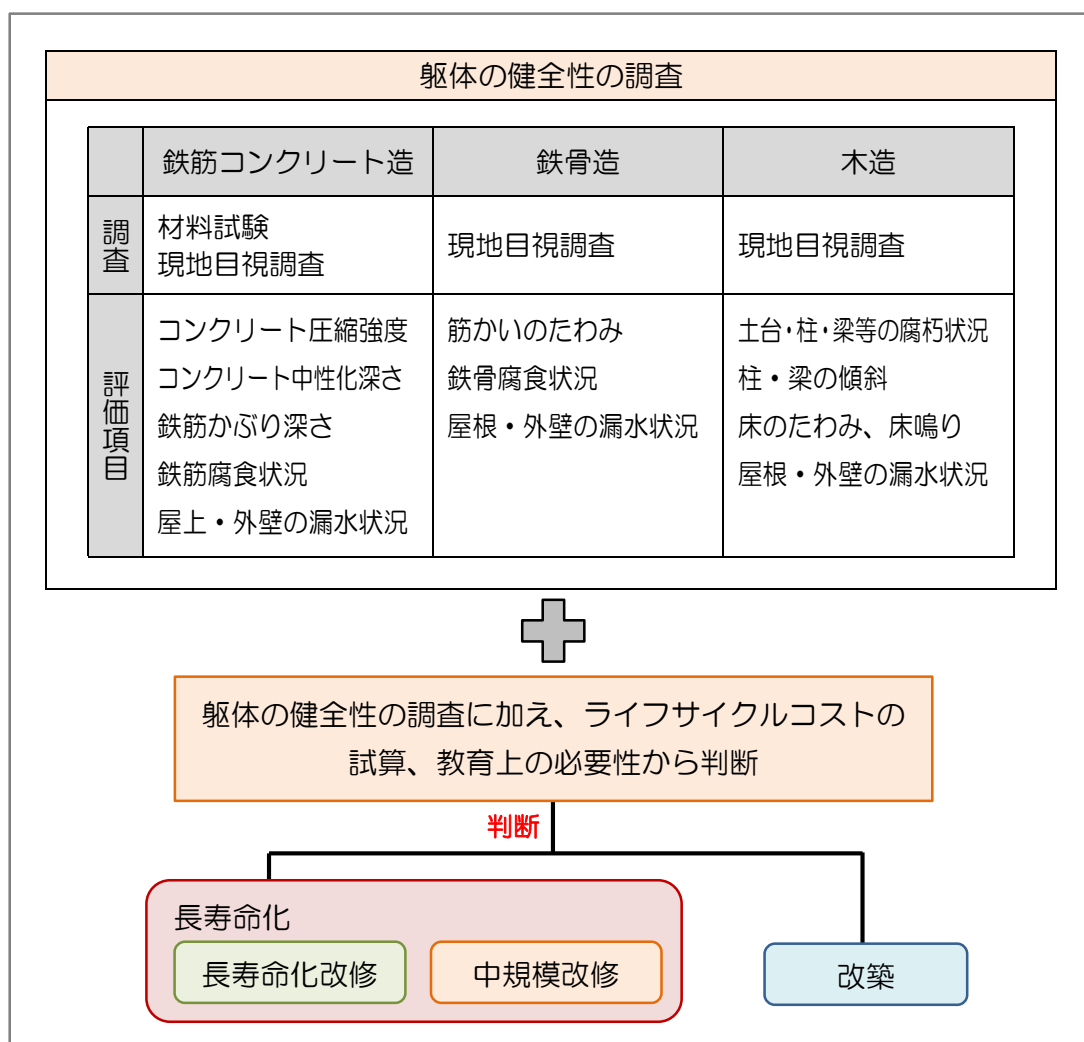 躯体の健全性の調査
鉄筋コンクリート造
鉄骨造
木造
調査
材料試験
現地目視調査
現地目視調査
現地目視調査
評価項目
コンクリート圧縮強度
コンクリート中性化深さ
鉄筋かぶり深さ
鉄筋腐食状況
屋上・外壁の漏水状況
筋かいのたわみ
鉄骨腐食状況
屋根・外壁の漏水状況
土台・柱・梁等の腐朽状況
柱・梁の傾斜
床のたわみ、床鳴り
屋根・外壁の漏水状況
躯体の健全性の調査に加え、ライフサイクルコストの
試算、教育上の必要性から判断
判断
長寿命化
長寿命化改修
中規模改修
改築